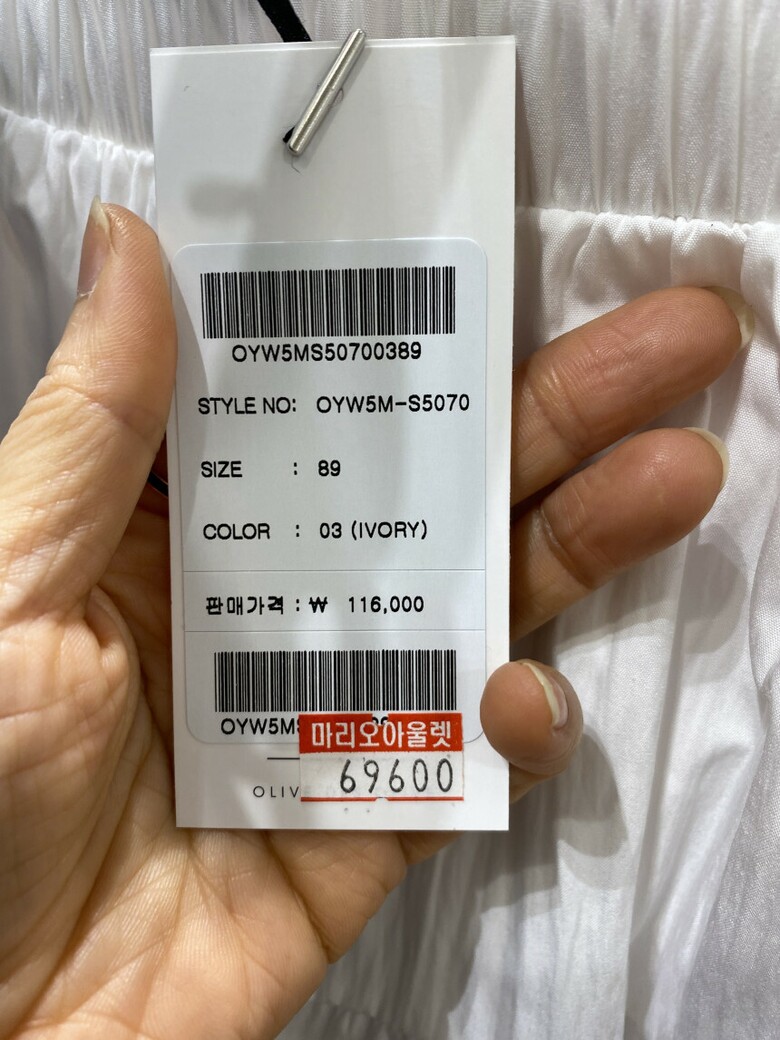 OYW5MS50700389
STYLE NO: OYW5M-S5070
SIZE : 89
COLOR : 03 (IVORY)
판매가격 : ₩ 116,000
마리오아울렛
69600